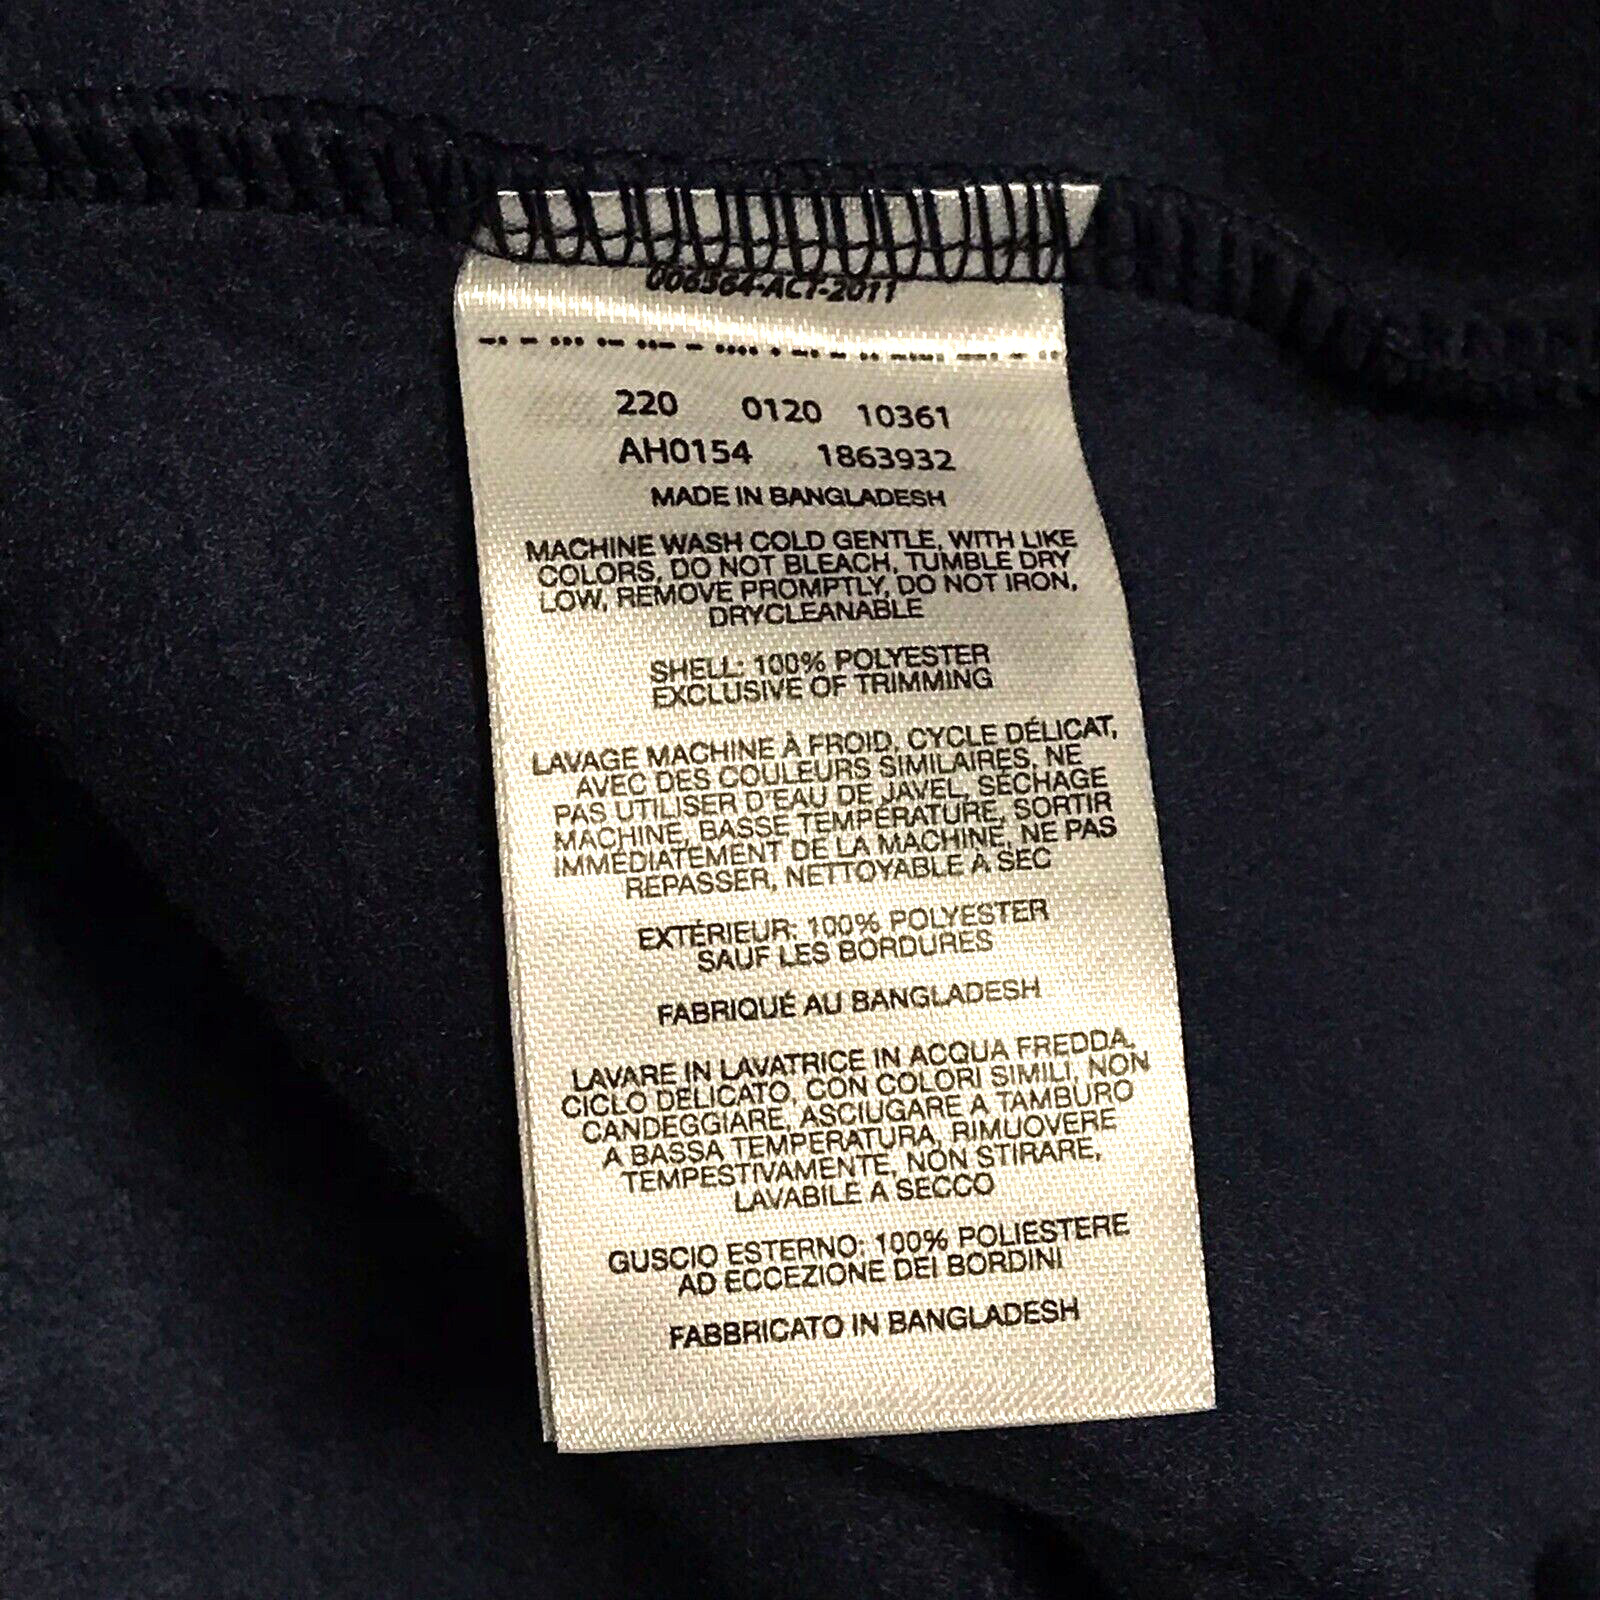 006564-ACT-2011
220 0120 10361
AH0154 1863932
MADE IN BANGLADESH
MACHINE WASH COLD GENTLE, WITH LIKE
COLORS, DO NOT BLEACH, TUMBLE DRY
LOW, REMOVE PROMPTLY, DO NOT IRON,
DRYCLEANABLE
SHELL: 100% POLYESTER
EXCLUSIVE OF TRIMMING
LAVAGE MACHINE À FROID, CYCLE DÉLICAT,
AVEC DES COULEURS SIMILAIRES, NE
PAS UTILISER D'EAU DE JAVEL, SÉCHAGE
MACHINE, BASSE TEMPÉRATURE, SORTIR
IMMÉDIATEMENT DE LA MACHINE, NE PAS
REPASSER, NETTOYABLE À SEC
EXTÉRIEUR: 100% POLYESTER
SAUF LES BORDURES
FABRIQUÉ AU BANGLADESH
LAVARE IN LAVATRICE IN ACQUA FREDDA,
CICLO DELICATO, CON COLORI SIMILI, NON
CANDEGGIARE, ASCIUGARE A TAMBURO
A BASSA TEMPERATURA, RIMUOVERE
TEMPESTIVAMENTE, NON STIRARE,
LAVABILE A SECCO
GUSCIO ESTERNO: 100% POLIESTERE
AD ECCEZIONE DEI BORDINI
FABBRICATO IN BANGLADESH